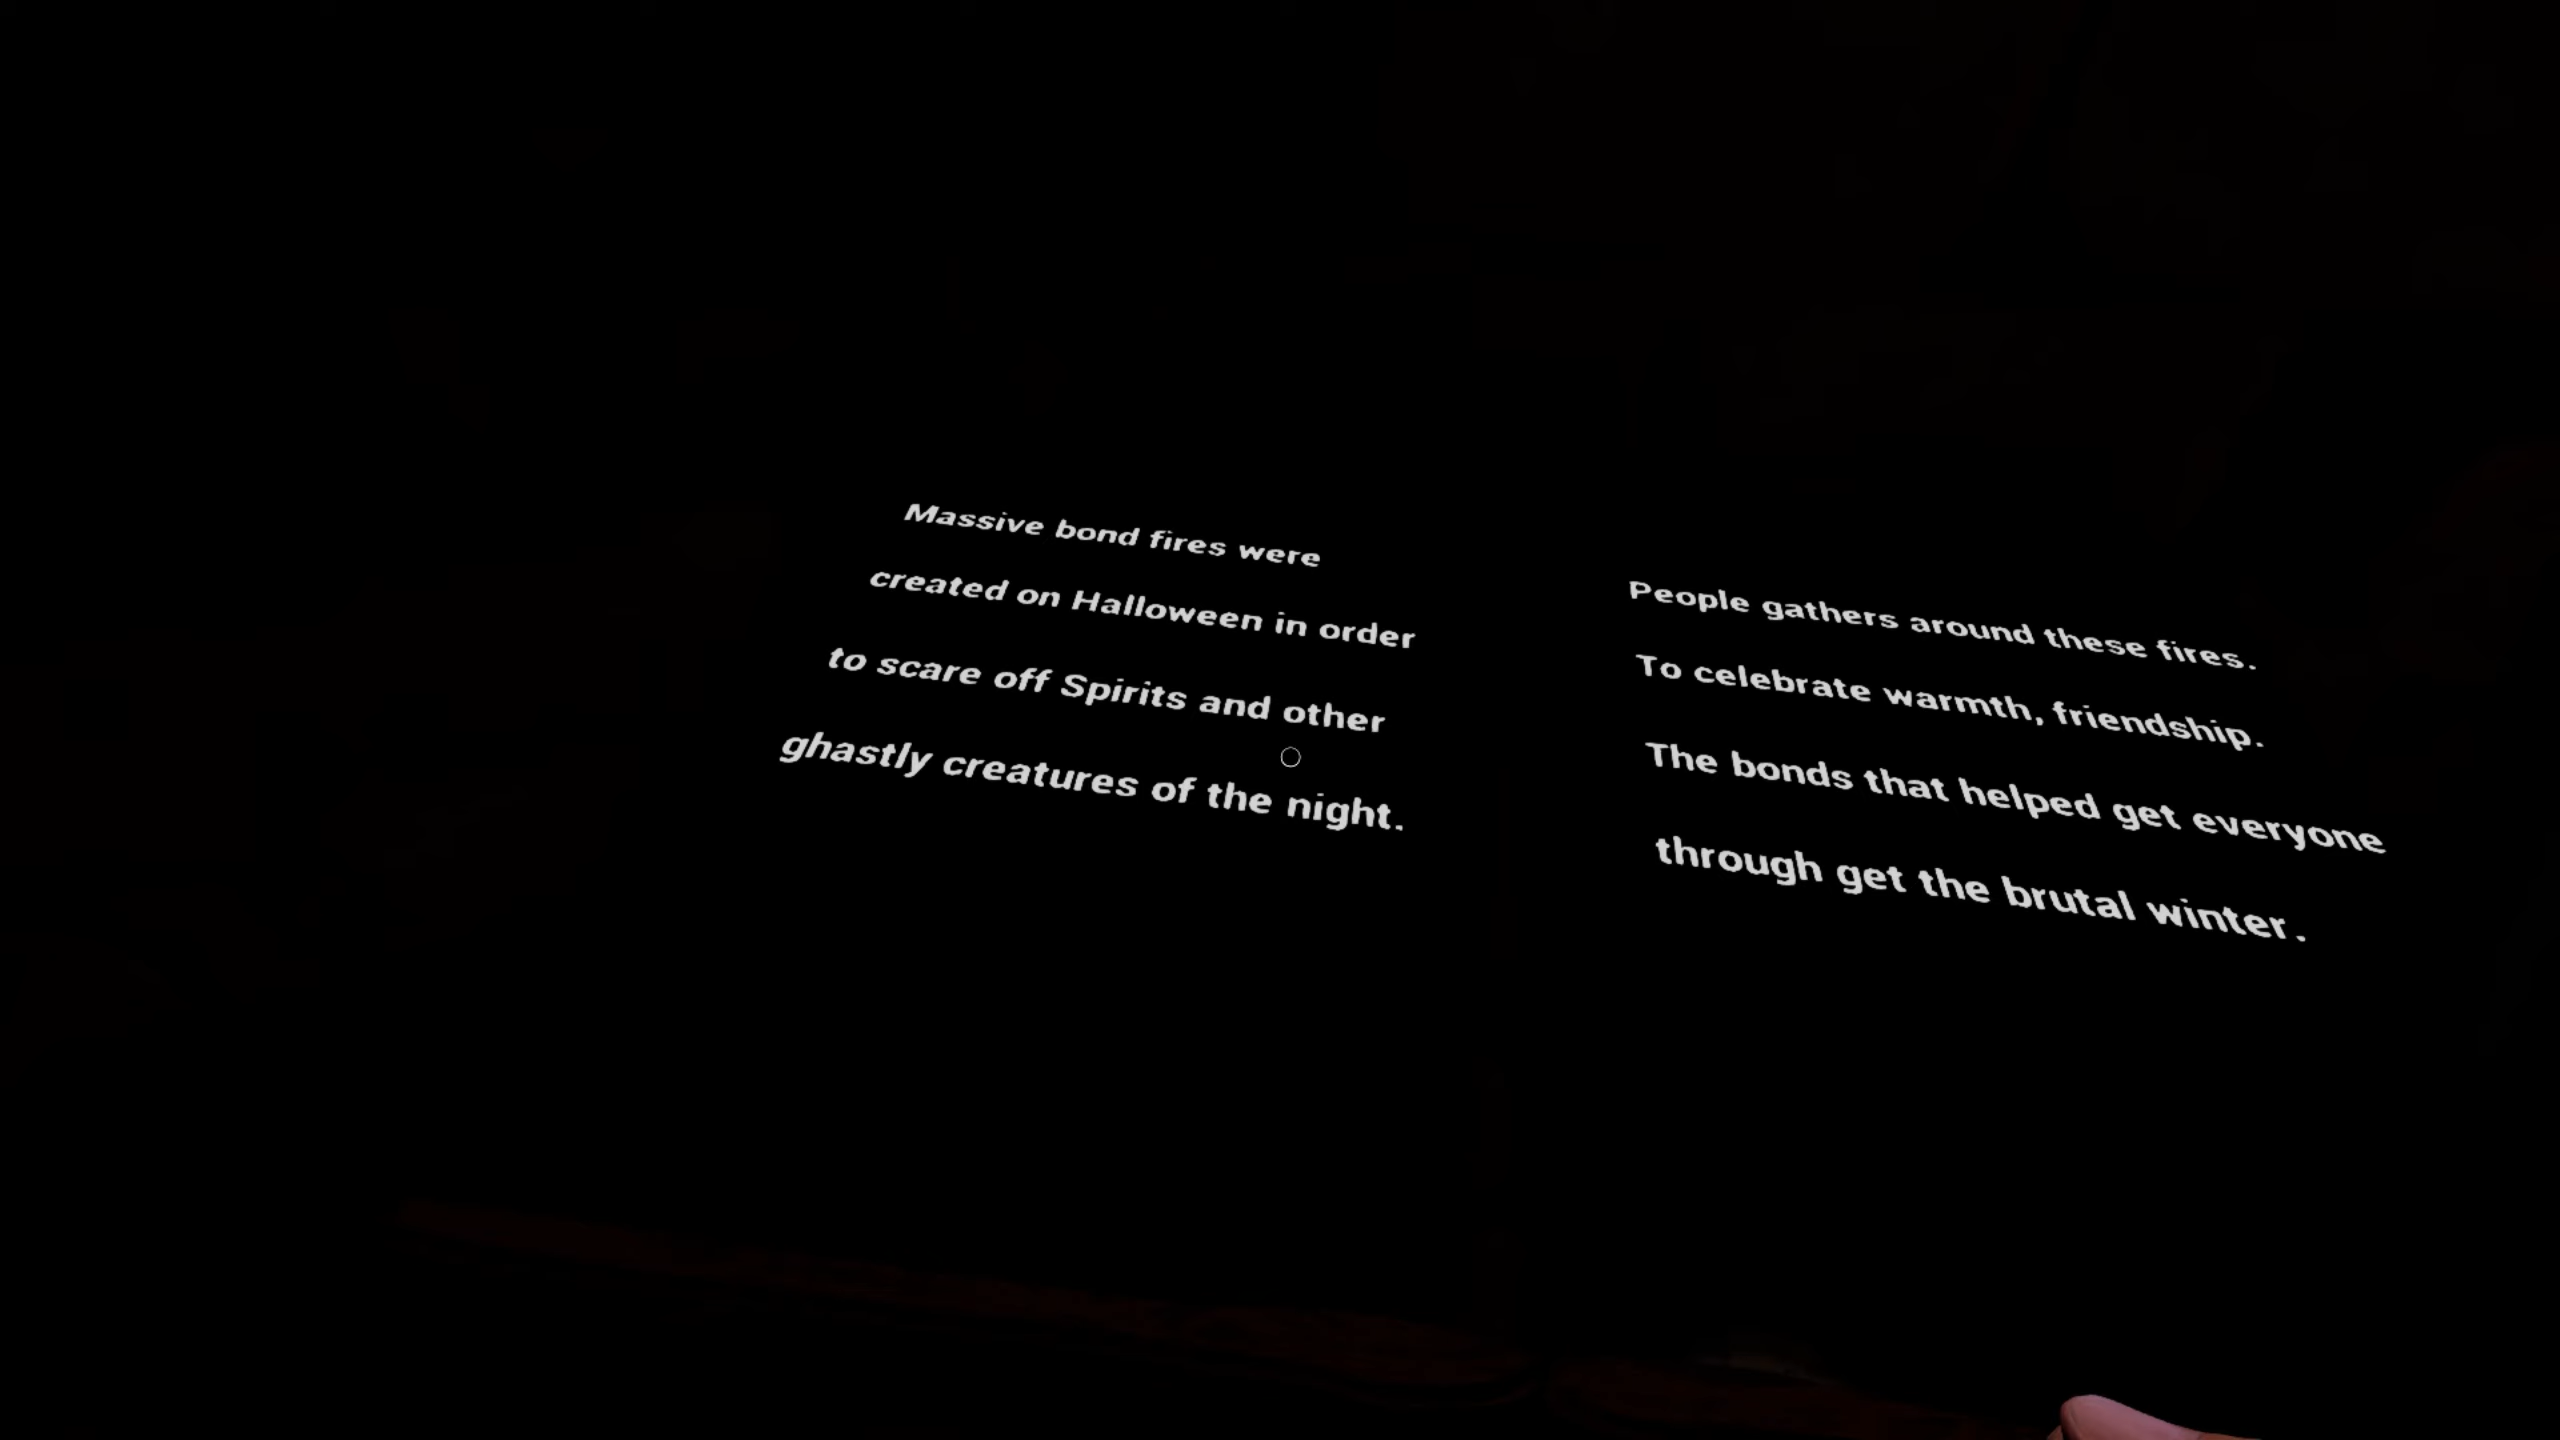 Massive bond fires were
created on Halloween in order
to scare off Spirits and other
ghastly creatures of the night.
People gathers around these fires.
To celebrate warmth, friendship.
The bonds that helped get everyone
through get the brutal winter.